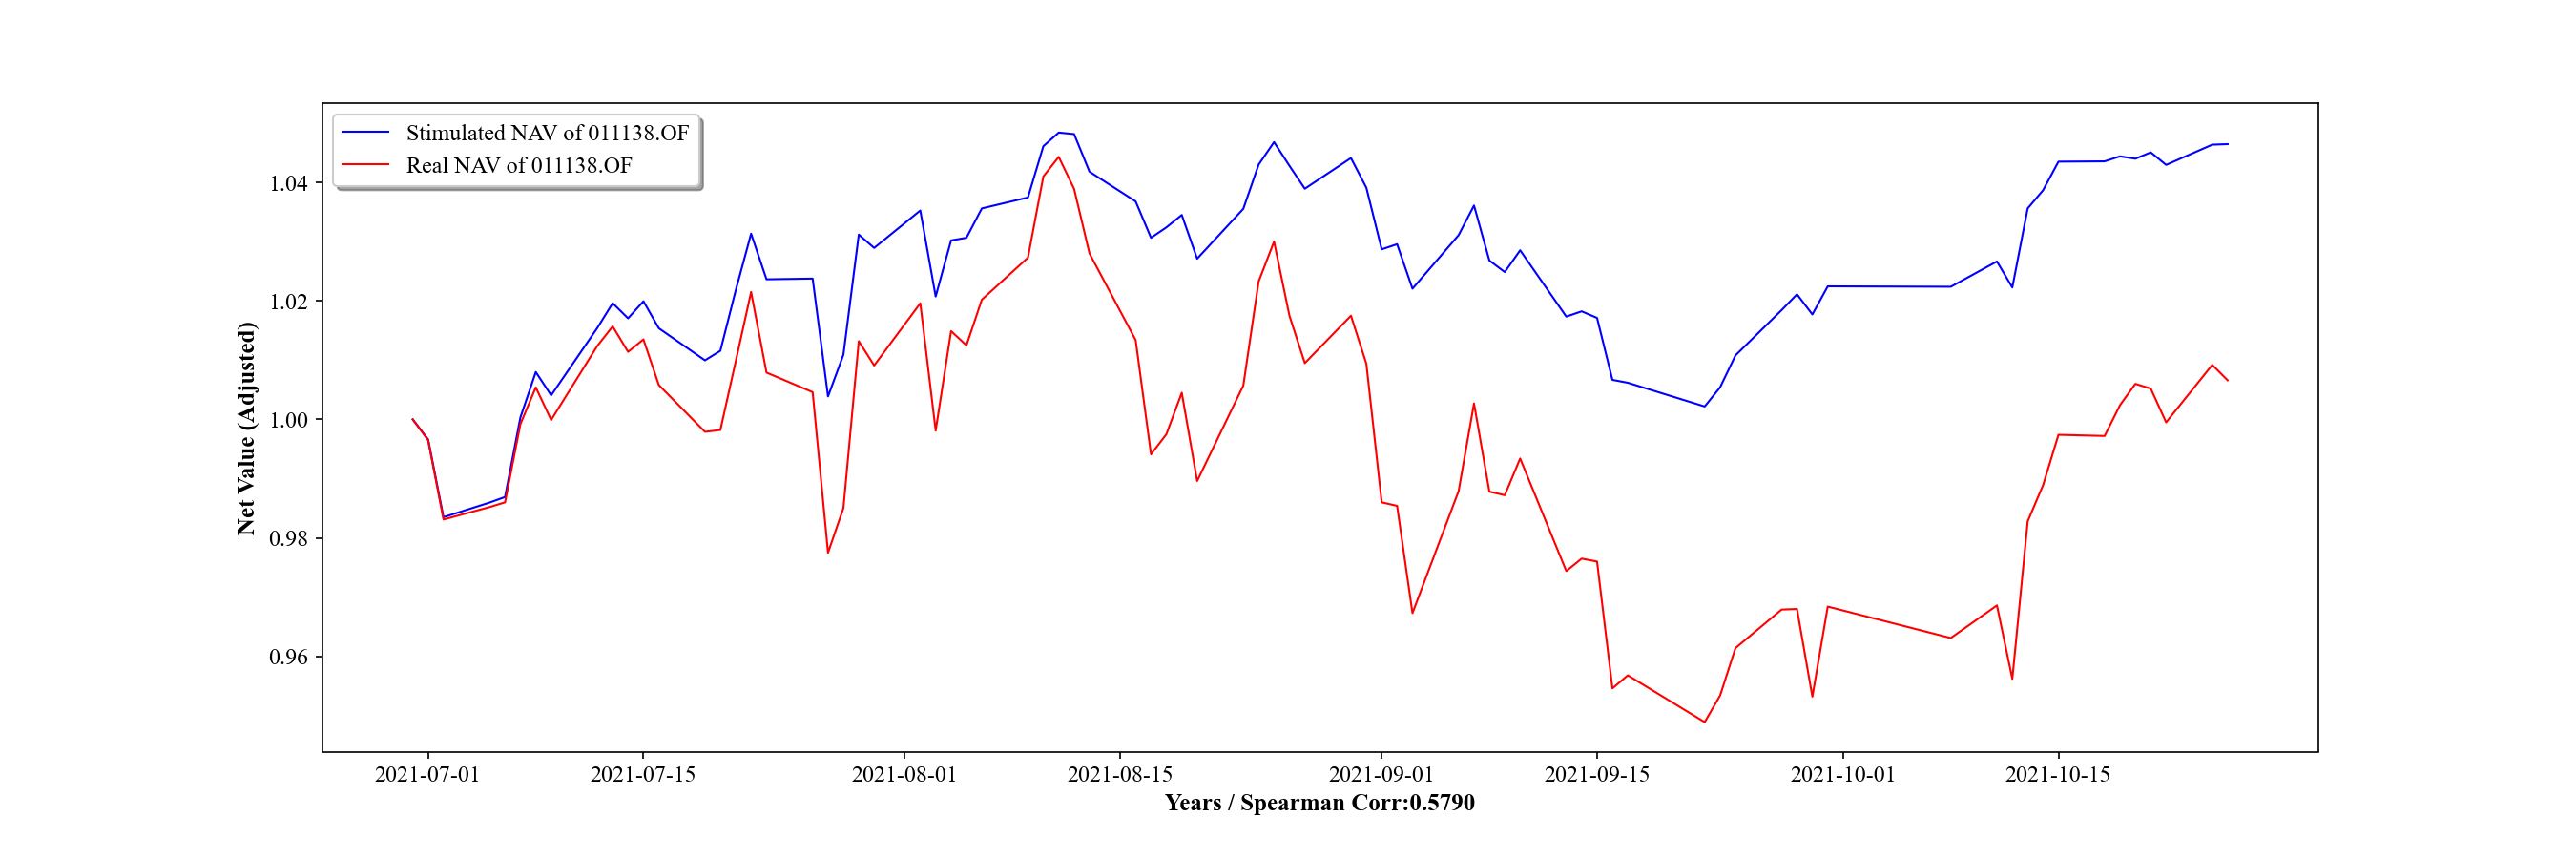 Stimulated NAV of 011138.OF
Real NAV of 011138.OF
Net Value (Adjusted)
1.04
1.02
1.00
0.98
0.96
2021-07-01 2021-07-15 2021-08-01 2021-08-15 2021-09-01 2021-09-15 2021-10-01 2021-10-15
Years / Spearman Corr:0.5790